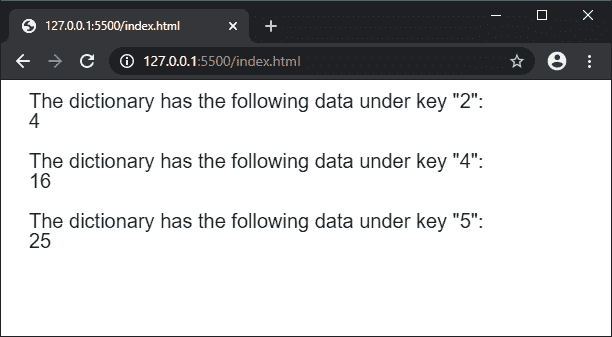 127.0.0.1:5500/index.html
127.0.0.1:5500/index.html
The dictionary has the following data under key "2":
4
The dictionary has the following data under key "4":
16
The dictionary has the following data under key "5":
25